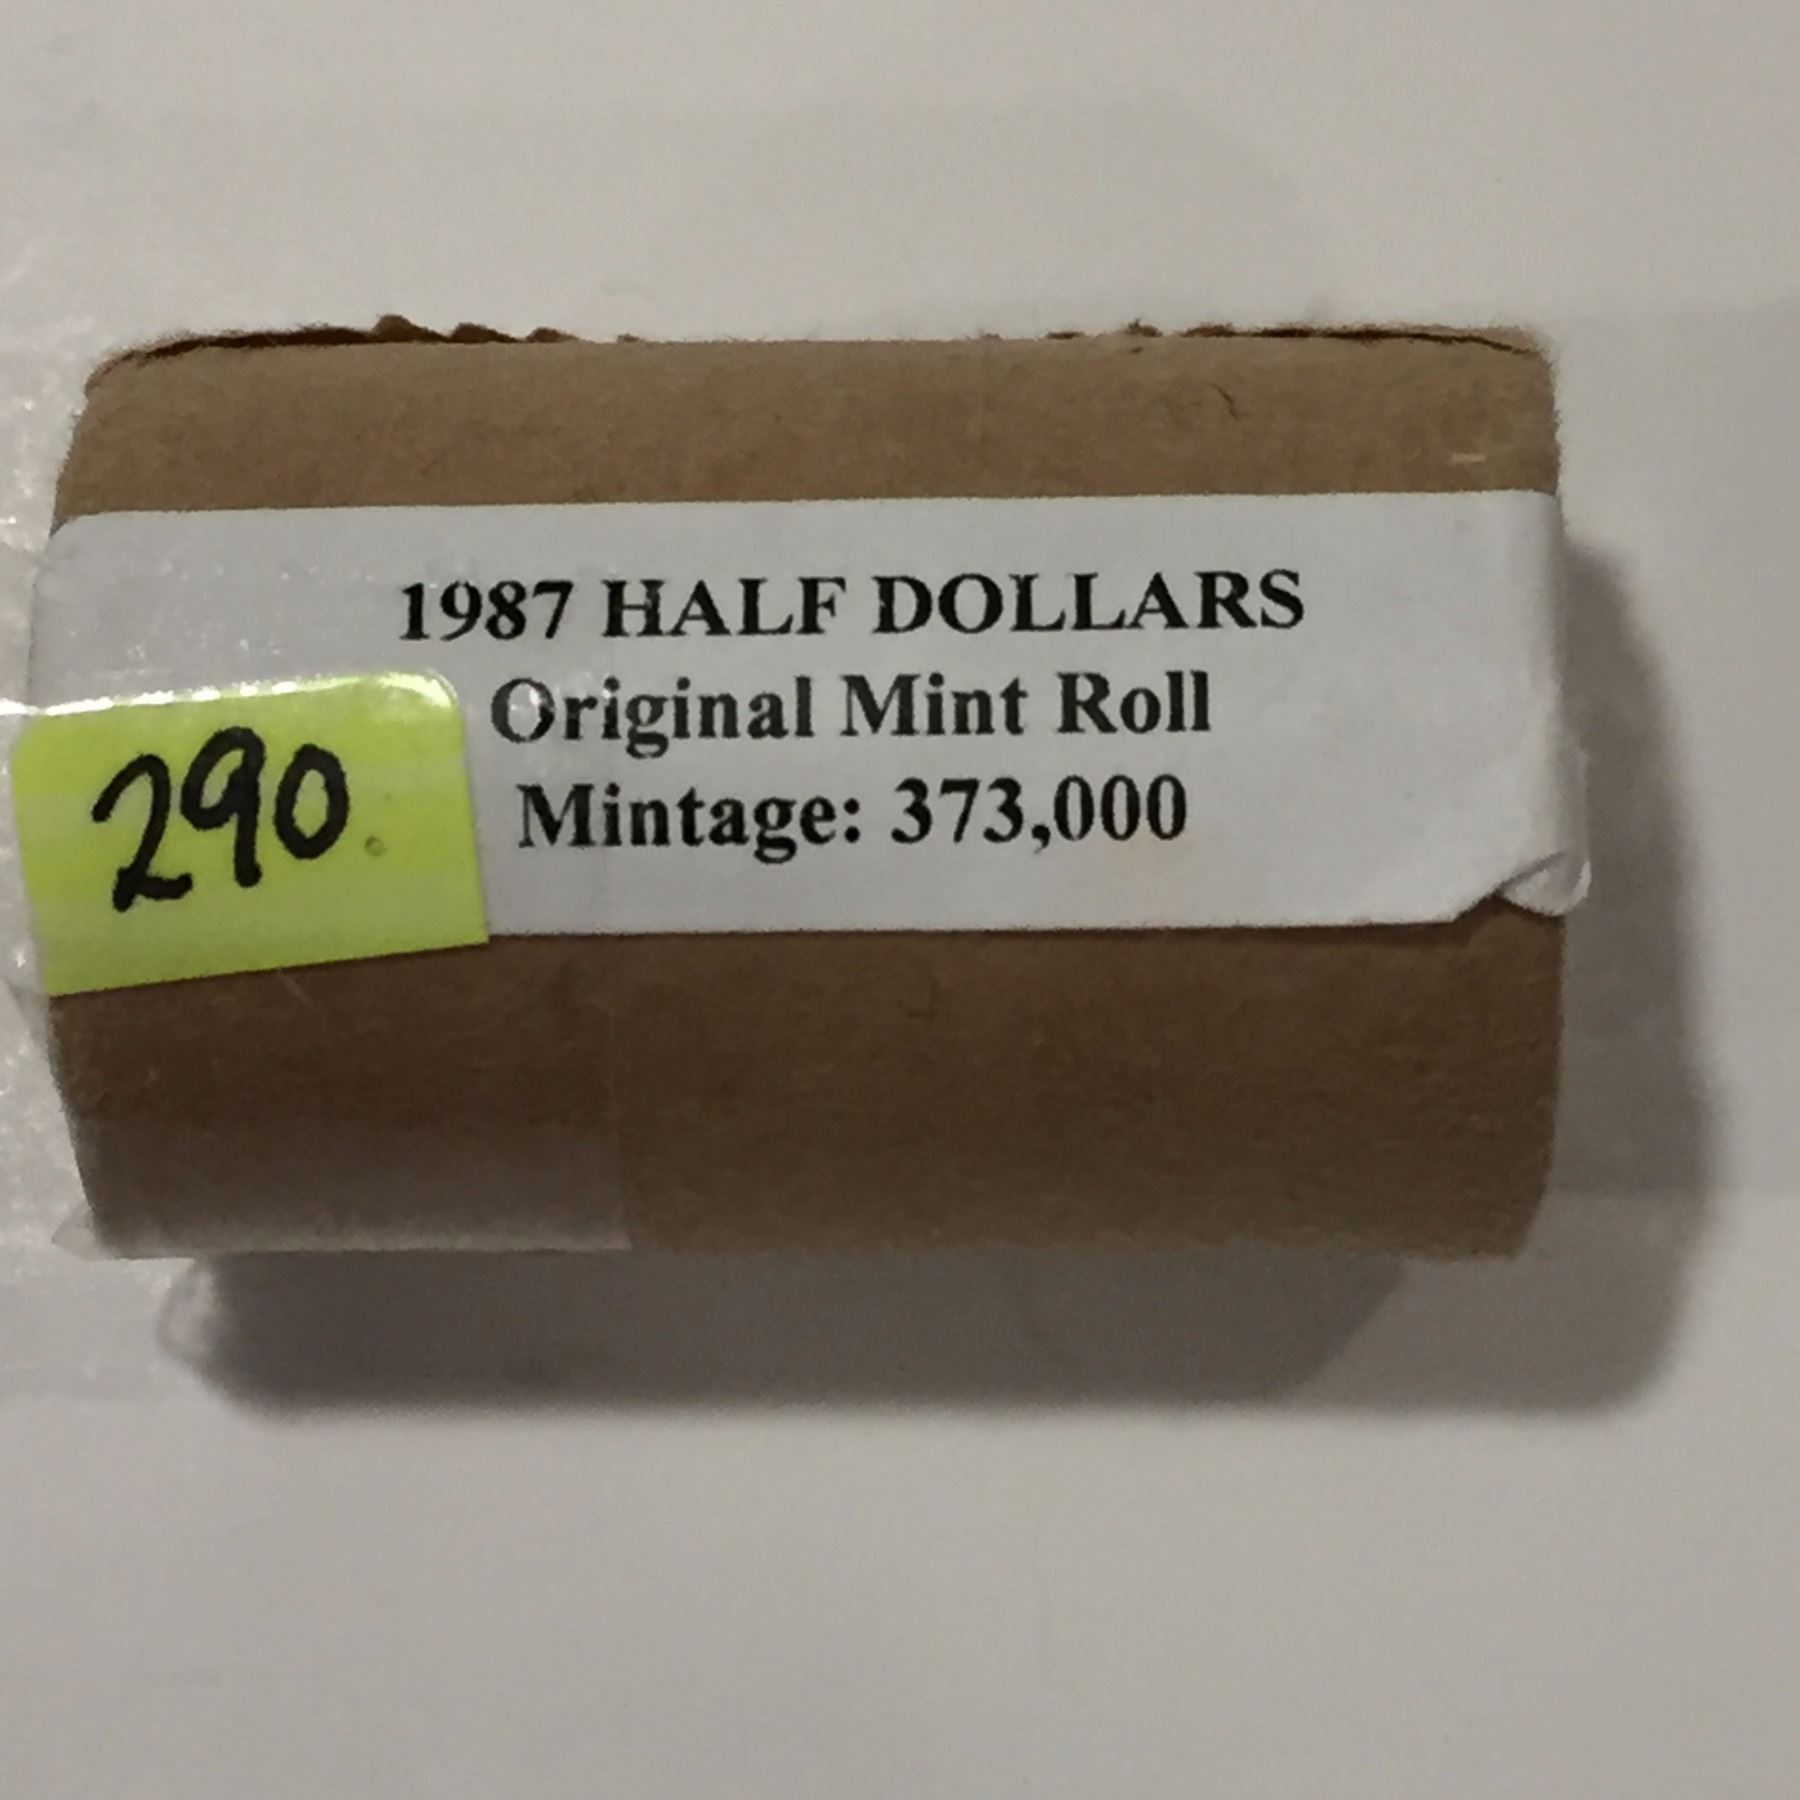 1987 HALF DOLLARS
Original Mint Roll
Mintage: 373,000
290